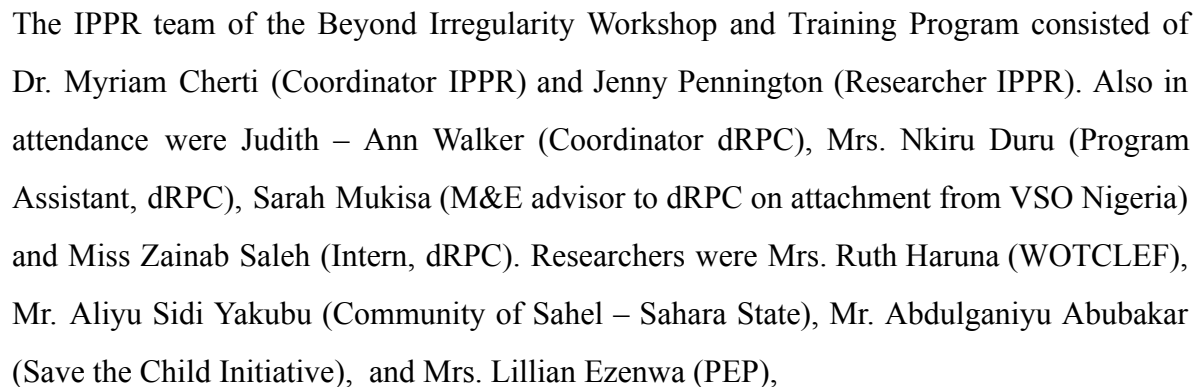 The IPPR team of the Beyond Irregularity Workshop and Training Program consisted of
Dr. Myriam Cherti (Coordinator IPPR) and Jenny Pennington (Researcher IPPR). Also in
attendance were Judith – Ann Walker (Coordinator dRPC), Mrs. Nkiru Duru (Program
Assistant, dRPC), Sarah Mukisa (M&E advisor to dRPC on attachment from VSO Nigeria)
and Miss Zainab Saleh (Intern, dRPC). Researchers were Mrs. Ruth Haruna (WOTCLEF),
Mr. Aliyu Sidi Yakubu (Community of Sahel – Sahara State), Mr. Abdulganiyu Abubakar
(Save the Child Initiative),  and Mrs. Lillian Ezenwa (PEP),